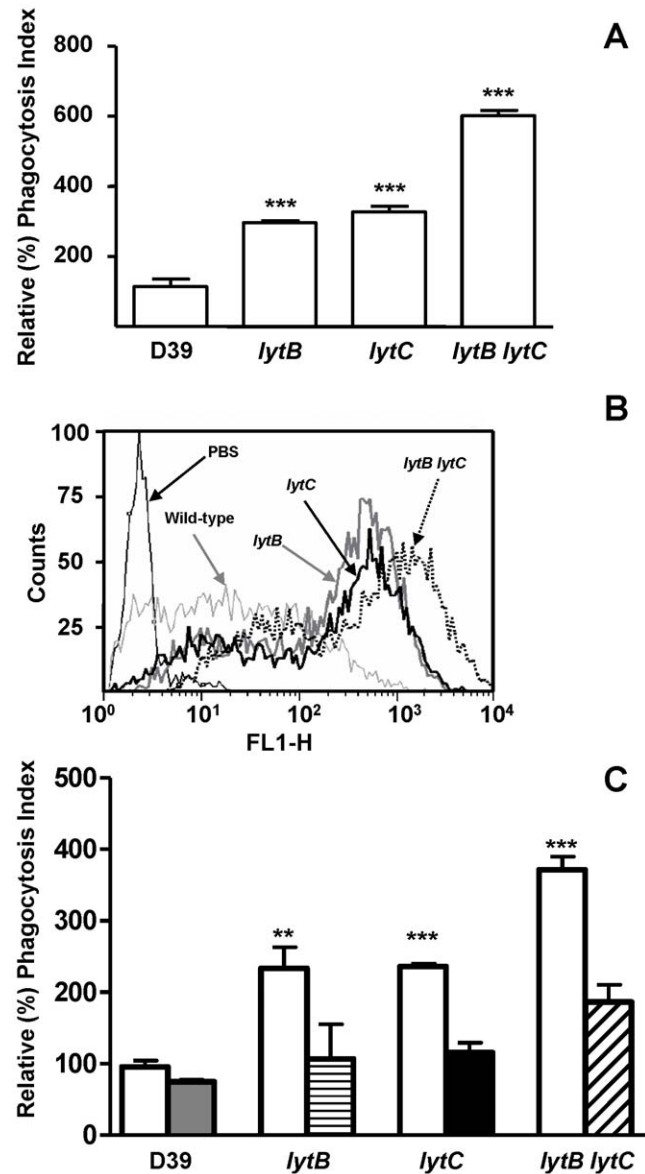 A
Relative (%) Phagocytosis Index
800
600
400
200
***
***
***
D39
lytB
lytC
lytB lytC
B
Counts
100
75
50
25
PBS
Wild-type
lytB
lytC
lytB lytC
10⁰
10¹
10²
10³
10⁴
FL1-H
C
Relative (%) Phagocytosis Index
500
400
300
200
100
0
**
***
***
D39
lytB
lytC
lytB lytC